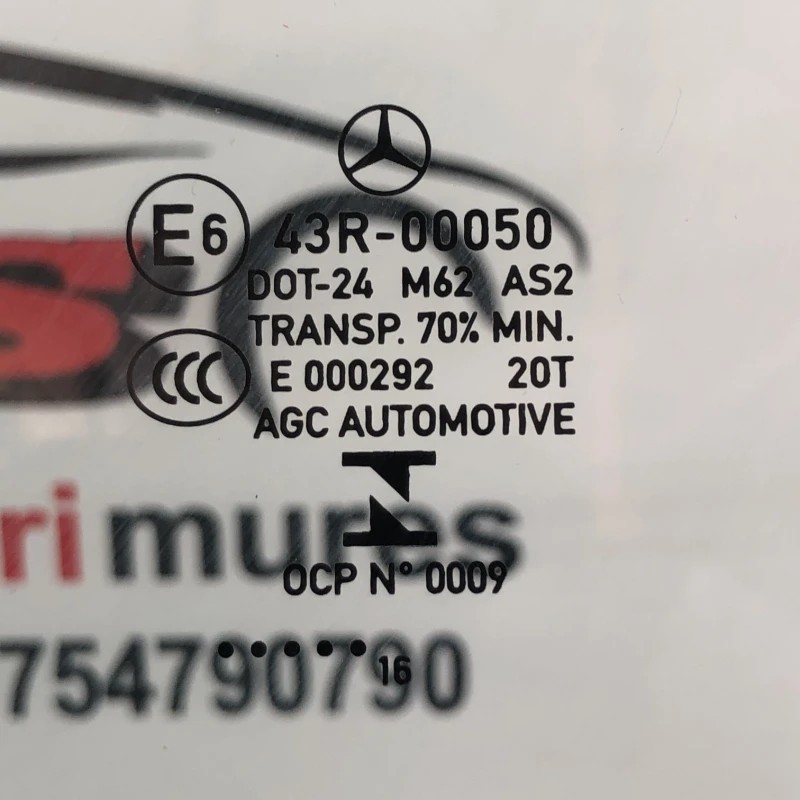 E6 43R-00050
DOT-24 M62 AS2
TRANSP. 70% MIN.
CCC E 000292 20T
AGC AUTOMOTIVE
S
ri mures
OCP N° 0009
754790790
..... 16